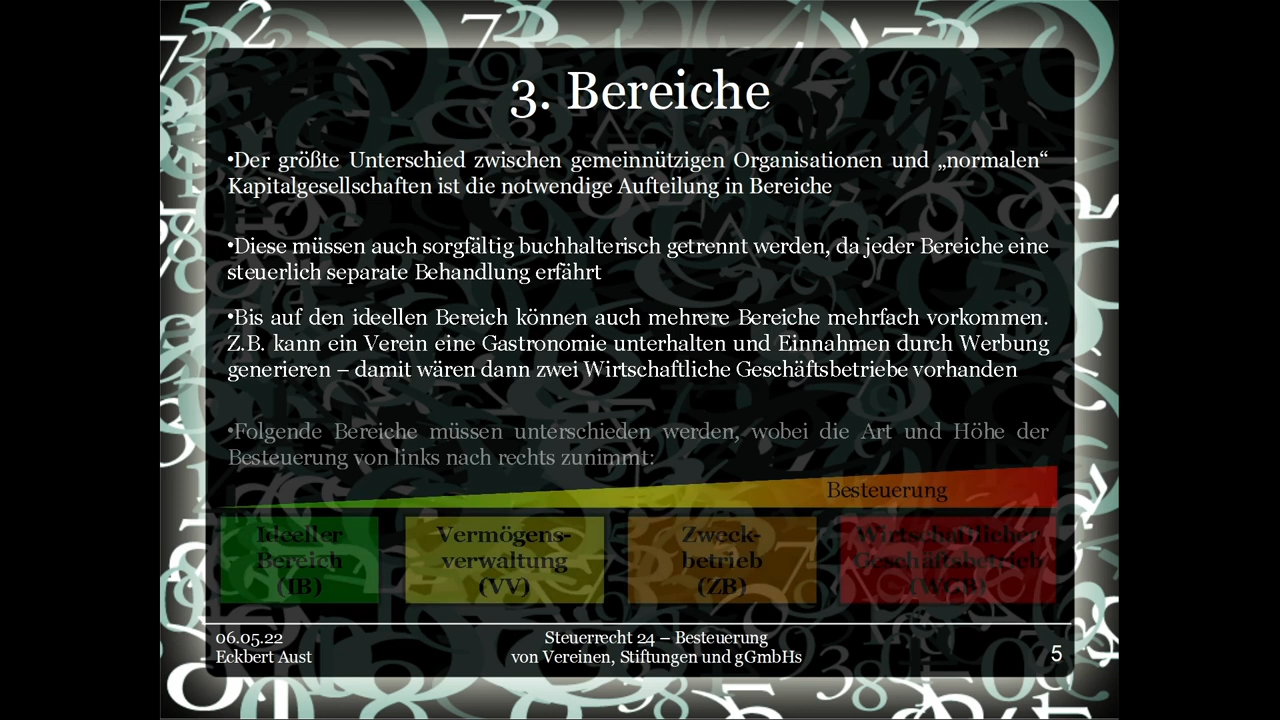 3. Bereiche
•Der größte Unterschied zwischen gemeinnützigen Organisationen und „normalen“
Kapitalgesellschaften ist die notwendige Aufteilung in Bereiche
•Diese müssen auch sorgfältig buchhalterisch getrennt werden, da jeder Bereiche eine
steuerlich separate Behandlung erfährt
•Bis auf den ideellen Bereich können auch mehrere Bereiche mehrfach vorkommen.
Z.B. kann ein Verein eine Gastronomie unterhalten und Einnahmen durch Werbung
generieren – damit wären dann zwei Wirtschaftliche Geschäftsbetriebe vorhanden
•Folgende Bereiche müssen unterschieden werden, wobei die Art und Höhe der
Besteuerung von links nach rechts zunimmt:
Besteuerung
Ideeller
Bereich
(IB)
Vermögens-
verwaltung
(VV)
Zweck-
betrieb
(ZB)
Wirtschaftlicher
Geschäftsbetrieb
(WGB)
06.05.22
Eckbert Aust
Steuerrecht 24 – Besteuerung
von Vereinen, Stiftungen und gGmbHs
5